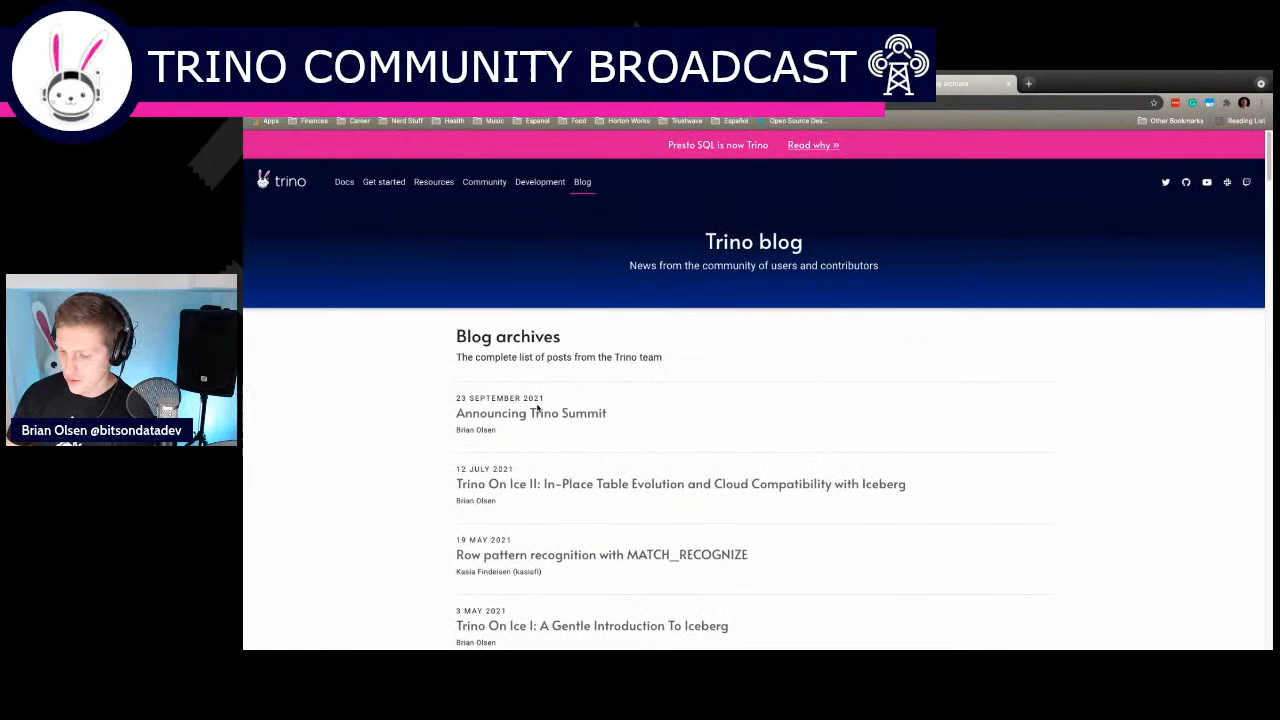 TRINO COMMUNITY BROADCAST
Apps Finances Career Nerd Stuff Health Music Espanol Food Horton Works Trustwave Español Open Source Des... Other Bookmarks Reading List
Presto SQL is now Trino Read why »
trino Docs Get started Resources Community Development Blog
Trino blog
News from the community of users and contributors
Blog archives
The complete list of posts from the Trino team
23 SEPTEMBER 2021
Announcing Trino Summit
Brian Olsen
Brian Olsen @bitsondatadev
12 JULY 2021
Trino On Ice II: In-Place Table Evolution and Cloud Compatibility with Iceberg
Brian Olsen
19 MAY 2021
Row pattern recognition with MATCH_RECOGNIZE
Kasia Findeisen (kasiafi)
3 MAY 2021
Trino On Ice I: A Gentle Introduction To Iceberg
Brian Olsen